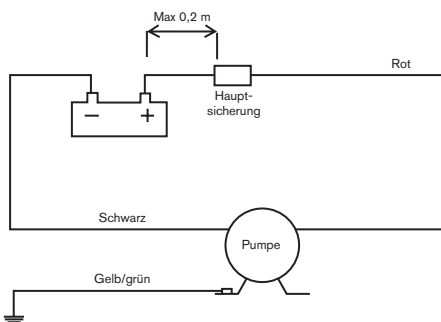 Max 0,2 m
Rot
Haupt-
sicherung
Schwarz
Pumpe
Gelb/grün